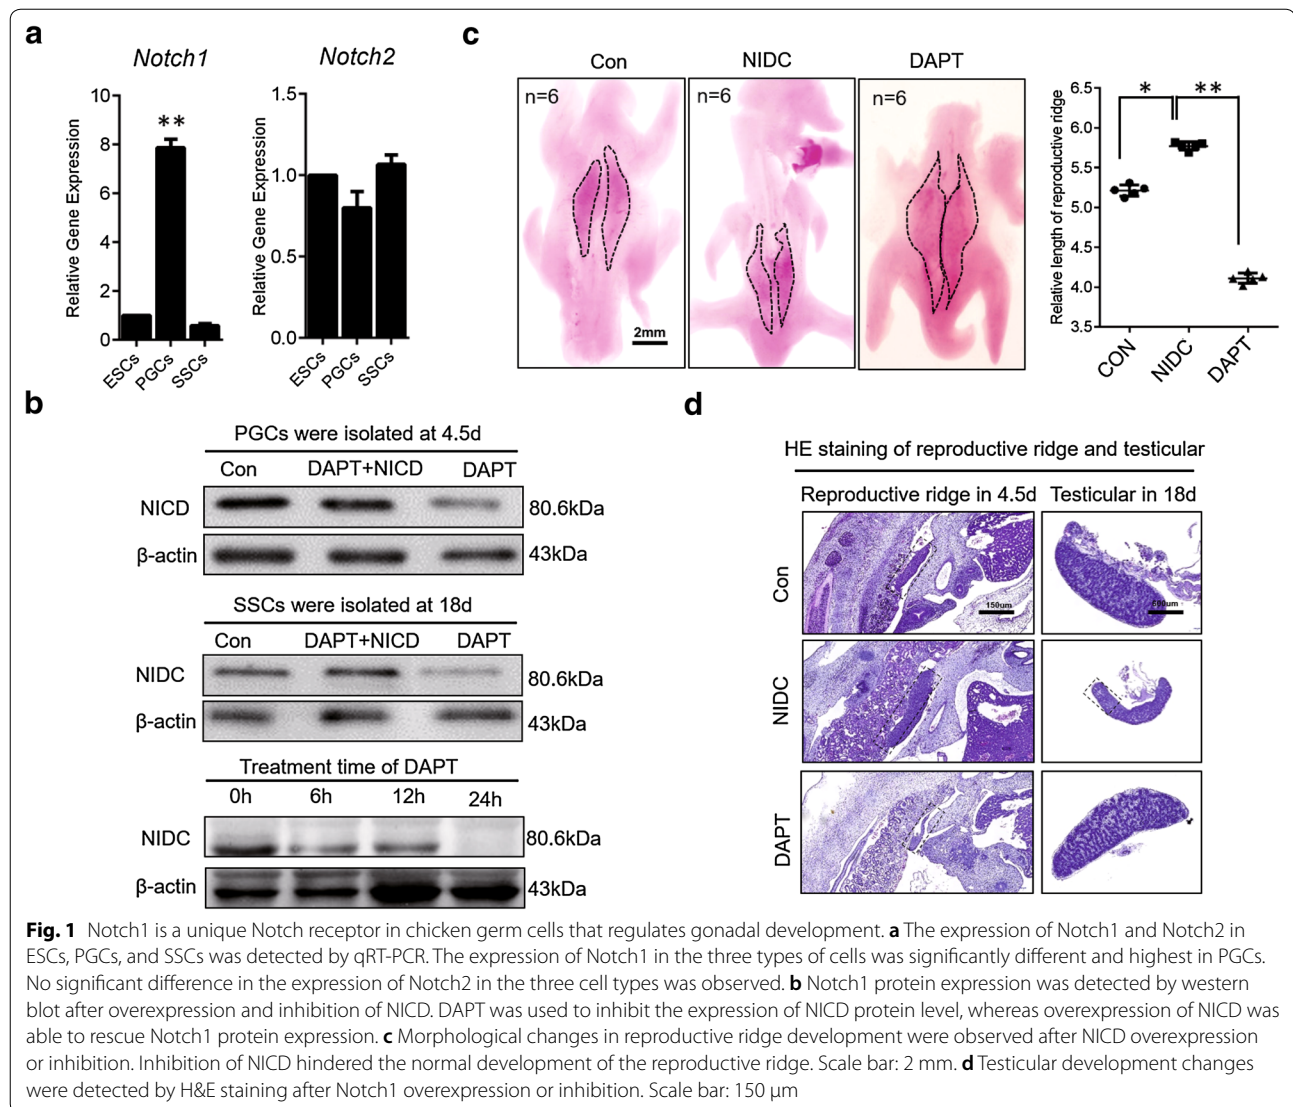 a
Notch1
Relative Gene Expression
10
8
6
4
2
0
**
ESCs
PGCs
SSCs
Notch2
Relative Gene Expression
1.5
1.0
0.5
0.0
ESCs
PGCs
SSCs
c
Con
NIDC
DAPT
n=6
n=6
n=6
2mm
Relative length of reproductive ridge
6.5
6.0
5.5
5.0
4.5
4.0
3.5
*
**
CON
NIDC
DAPT
b
PGCs were isolated at 4.5d
Con DAPT+NICD DAPT
NICD 80.6kDa
β-actin 43kDa
SSCs were isolated at 18d
Con DAPT+NICD DAPT
NIDC 80.6kDa
β-actin 43kDa
Treatment time of DAPT
0h 6h 12h 24h
NIDC 80.6kDa
β-actin 43kDa
d
HE staining of reproductive ridge and testicular
Reproductive ridge in 4.5d Testicular in 18d
Con
150um
600um
NIDC
DAPT
Fig. 1 Notch1 is a unique Notch receptor in chicken germ cells that regulates gonadal development. a The expression of Notch1 and Notch2 in
ESCs, PGCs, and SSCs was detected by qRT-PCR. The expression of Notch1 in the three types of cells was significantly different and highest in PGCs.
No significant difference in the expression of Notch2 in the three cell types was observed. b Notch1 protein expression was detected by western
blot after overexpression and inhibition of NICD. DAPT was used to inhibit the expression of NICD protein level, whereas overexpression of NICD was
able to rescue Notch1 protein expression. c Morphological changes in reproductive ridge development were observed after NICD overexpression
or inhibition. Inhibition of NICD hindered the normal development of the reproductive ridge. Scale bar: 2 mm. d Testicular development changes
were detected by H&E staining after Notch1 overexpression or inhibition. Scale bar: 150 μm